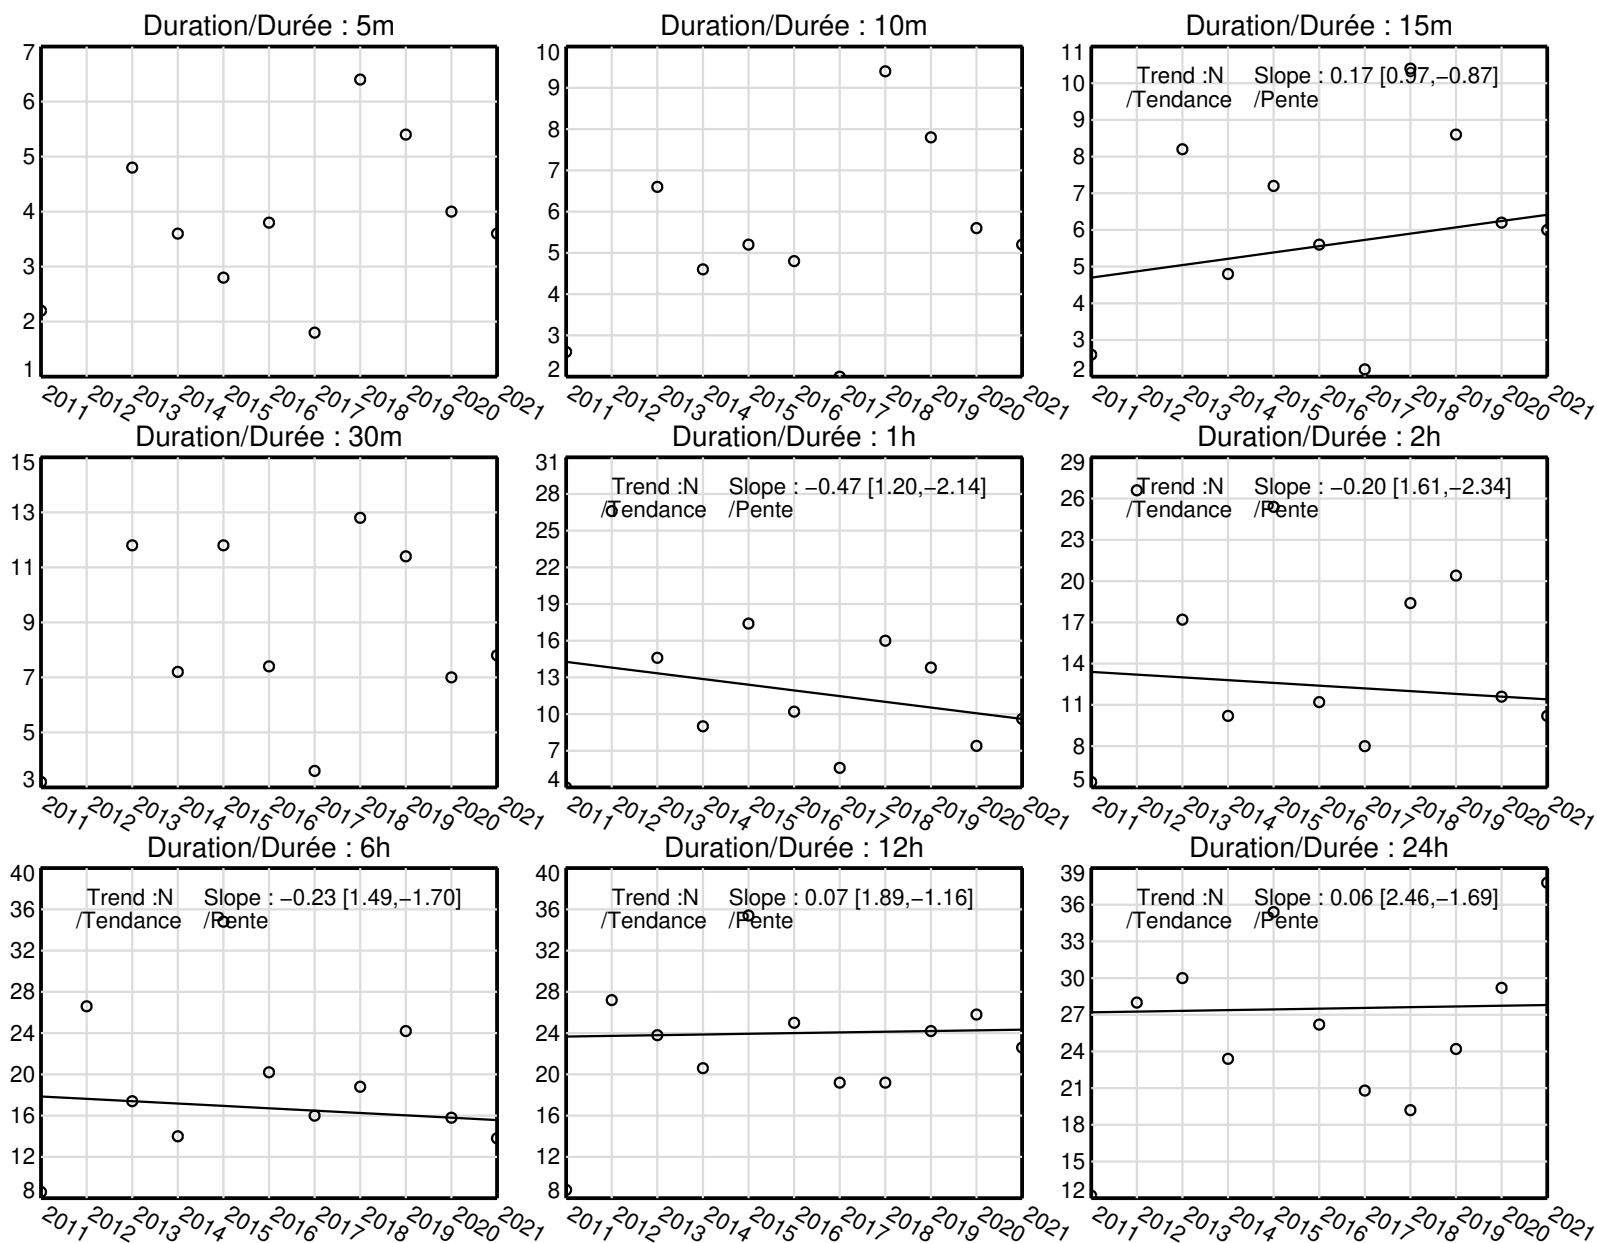 Duration/Durée : 5m
7
6
5
4
3
2
1
2011 2012 2013 2014 2015 2016 2017 2018 2019 2020 2021
Duration/Durée : 10m
10
9
8
7
6
5
4
3
2
2011 2012 2013 2014 2015 2016 2017 2018 2019 2020 2021
Duration/Durée : 15m
Trend :N Slope : 0.17 [0.97,−0.87]
/Tendance /Pente
11
10
9
8
7
6
5
4
3
2
2011 2012 2013 2014 2015 2016 2017 2018 2019 2020 2021
Duration/Durée : 30m
15
13
11
9
7
5
3
2011 2012 2013 2014 2015 2016 2017 2018 2019 2020 2021
Duration/Durée : 1h
Trend :N Slope : −0.47 [1.20,−2.14]
/Tendance /Pente
31
28
25
22
19
16
13
10
7
4
2011 2012 2013 2014 2015 2016 2017 2018 2019 2020 2021
Duration/Durée : 2h
Trend :N Slope : −0.20 [1.61,−2.34]
/Tendance /Pente
29
26
23
20
17
14
11
8
5
2011 2012 2013 2014 2015 2016 2017 2018 2019 2020 2021
Duration/Durée : 6h
Trend :N Slope : −0.23 [1.49,−1.70]
/Tendance /Pente
40
36
32
28
24
20
16
12
8
2011 2012 2013 2014 2015 2016 2017 2018 2019 2020 2021
Duration/Durée : 12h
Trend :N Slope : 0.07 [1.89,−1.16]
/Tendance /Pente
40
36
32
28
24
20
16
12
8
2011 2012 2013 2014 2015 2016 2017 2018 2019 2020 2021
Duration/Durée : 24h
Trend :N Slope : 0.06 [2.46,−1.69]
/Tendance /Pente
39
36
33
30
27
24
21
18
15
12
2011 2012 2013 2014 2015 2016 2017 2018 2019 2020 2021